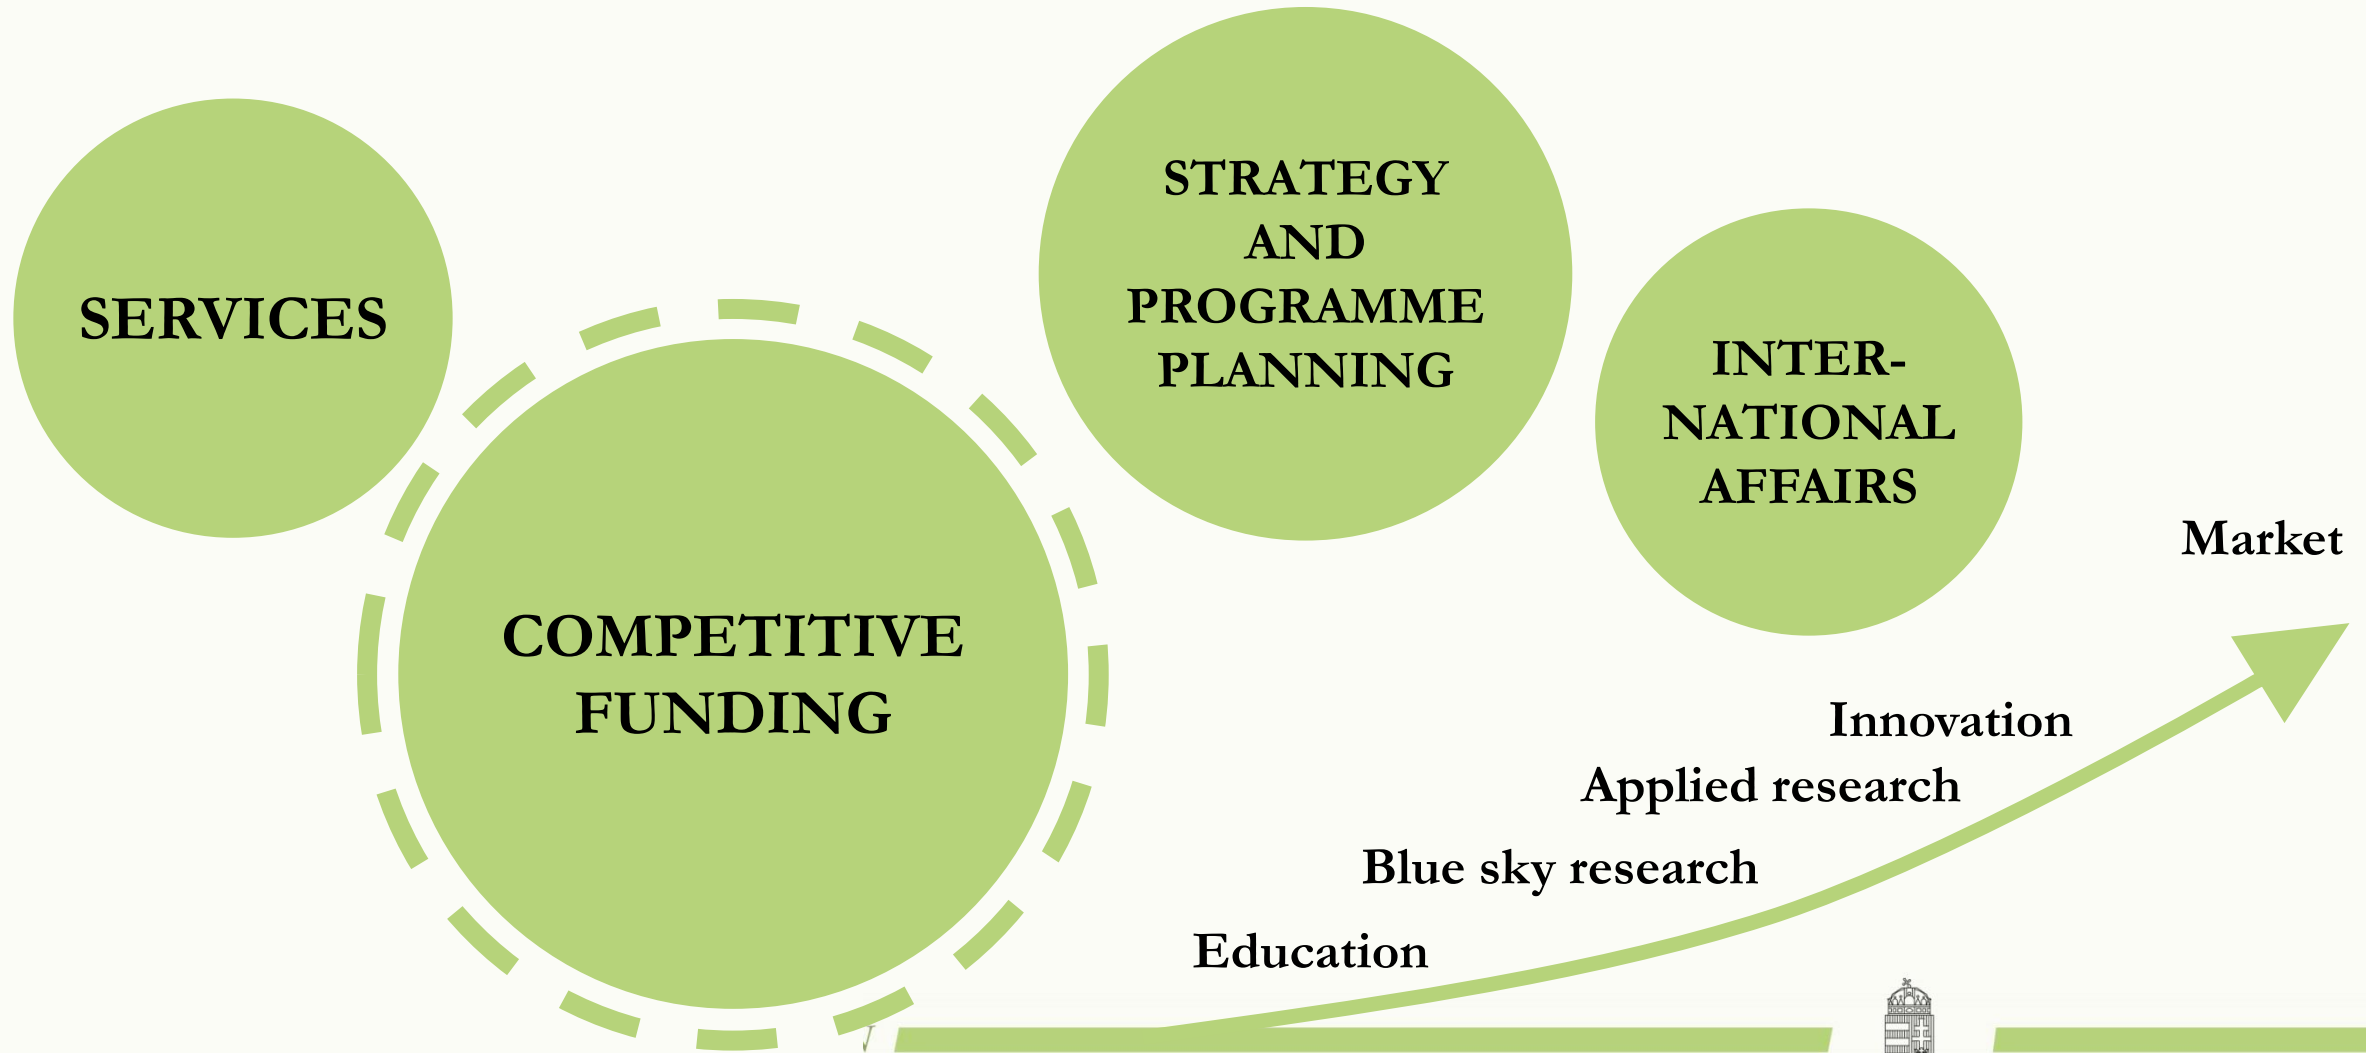 SERVICES
COMPETITIVE
FUNDING
STRATEGY
AND
PROGRAMME
PLANNING
INTER-
NATIONAL
AFFAIRS
Market
Innovation
Applied research
Blue sky research
Education